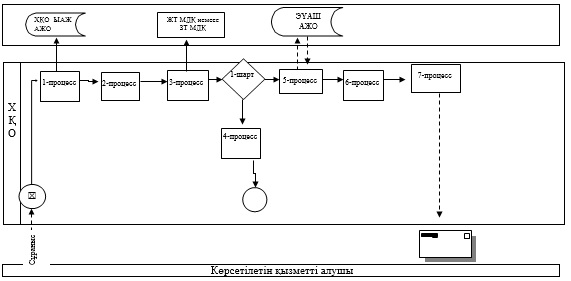 ХҚО ЫАЖ
АЖО
ЖТ МДҚ немесе
ЗТ МДҚ
ЭҮАШ
АЖО
Х
Қ
О
1-процесс
2-процесс
3-процесс
1-шарт
5-процесс
6-процесс
7-процесс
4-процесс
Сұраныс
Көрсетілетін қызметті алушы